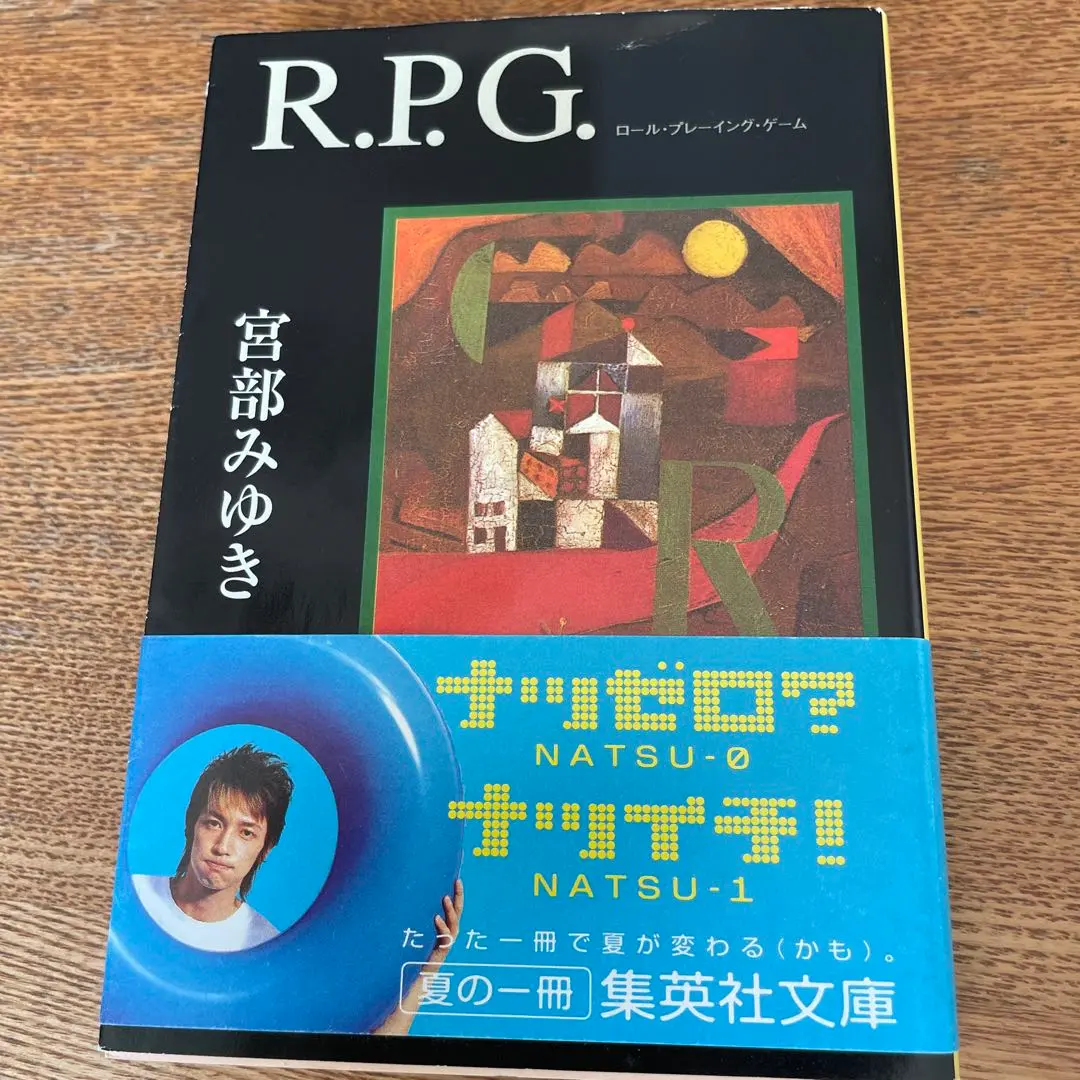 R.P.G.
ロール・プレーイング・ゲーム
宮部みゆき
R
ナツゼロ?
NATSU-0
ナツイチ!
NATSU-1
たった一冊で夏が変わる(かも)。
夏の一冊 集英社文庫